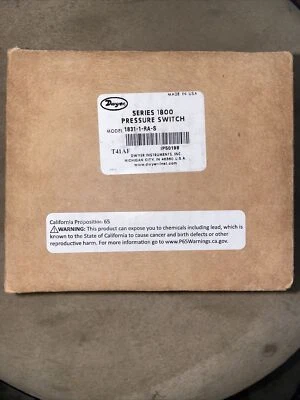 MADE IN U.S.A.
Dwyer
SERIES 1800
PRESSURE SWITCH
MODEL 1831-1-RA-S
T41AF IPS0198
DWYER INSTRUMENTS, INC.
MICHIGAN CITY, IN 46360 U.S.A.
www.dwyer-inst.com
California Proposition 65
⚠WARNING: This product can expose you to chemicals including lead, which is
known to the State of California to cause cancer and birth defects or other
reproductive harm. For more information go to www.P65Warnings.ca.gov.